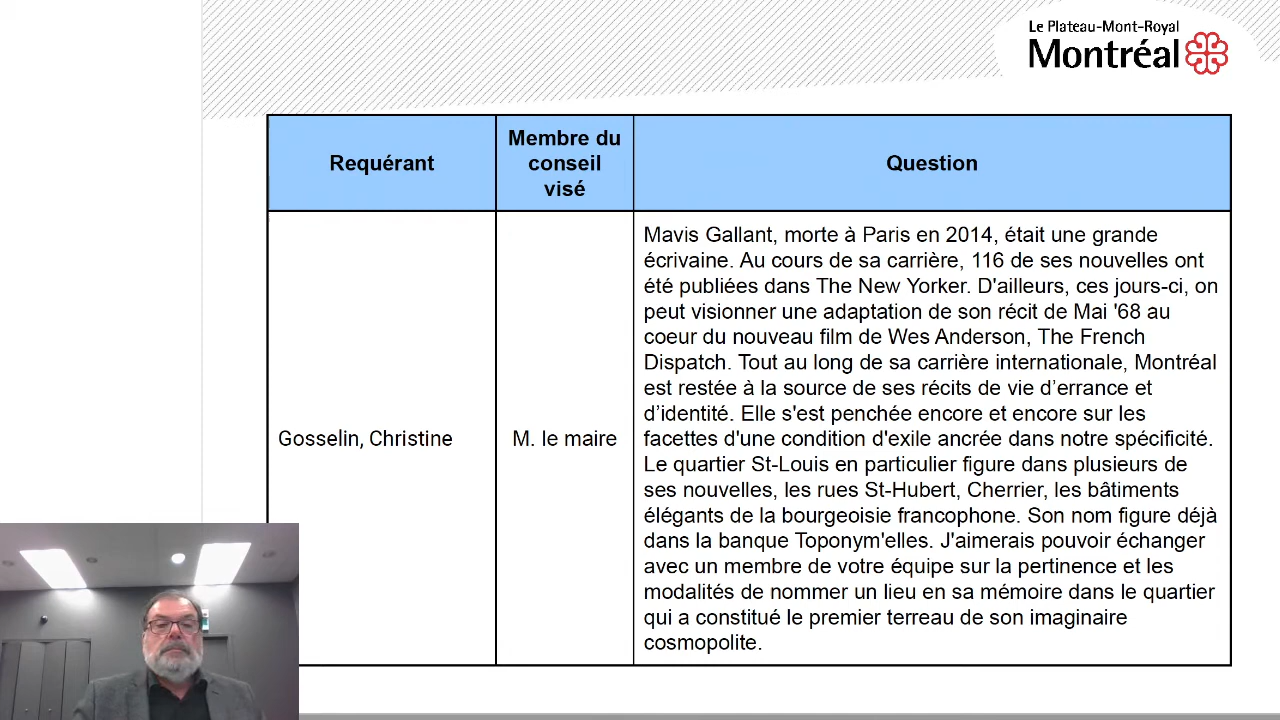 Le Plateau-Mont-Royal
Montréal
Requérant
Membre du
conseil
visé
Question
Gosselin, Christine
M. le maire
Mavis Gallant, morte à Paris en 2014, était une grande
écrivaine. Au cours de sa carrière, 116 de ses nouvelles ont
été publiées dans The New Yorker. D'ailleurs, ces jours-ci, on
peut visionner une adaptation de son récit de Mai '68 au
coeur du nouveau film de Wes Anderson, The French
Dispatch. Tout au long de sa carrière internationale, Montréal
est restée à la source de ses récits de vie d’errance et
d’identité. Elle s'est penchée encore et encore sur les
facettes d'une condition d'exile ancrée dans notre spécificité.
Le quartier St-Louis en particulier figure dans plusieurs de
ses nouvelles, les rues St-Hubert, Cherrier, les bâtiments
élégants de la bourgeoisie francophone. Son nom figure déjà
dans la banque Toponym'elles. J'aimerais pouvoir échanger
avec un membre de votre équipe sur la pertinence et les
modalités de nommer un lieu en sa mémoire dans le quartier
qui a constitué le premier terreau de son imaginaire
cosmopolite.